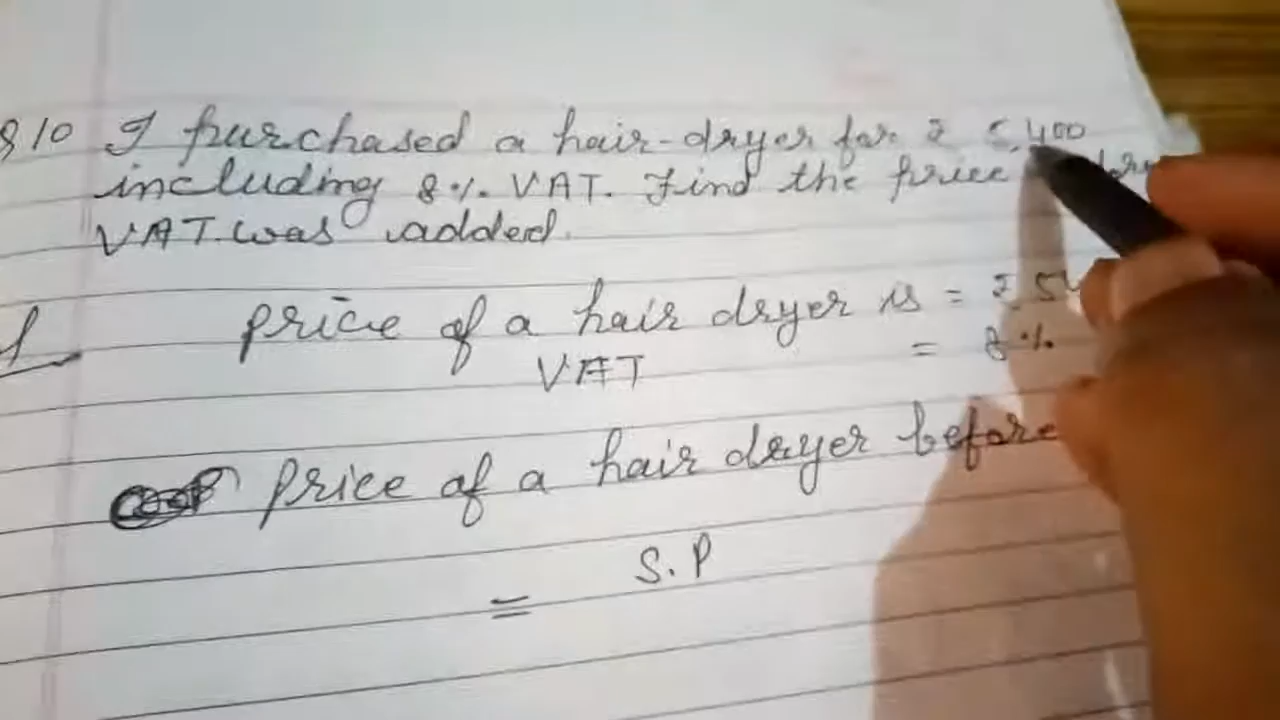 Q10 I purchased a hair-dryer for ₹ 5,400
including 8% VAT. Find the price
VAT was added.
price of a hair dryer is = ₹ 54
VAT = 8%
price of a hair dryer before
S.P
=